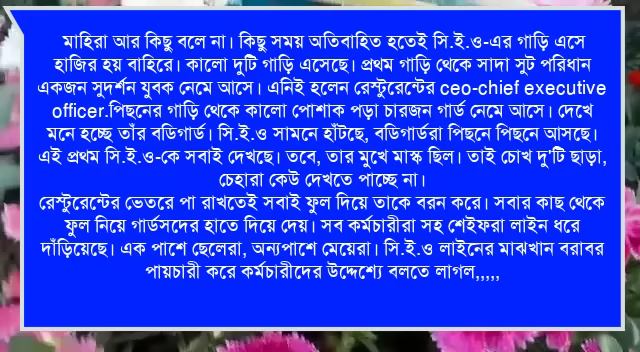 মাহিরা আর কিছু বলে না। কিছু সময় অতিবাহিত হতেই সি.ই.ও-এর গাড়ি এসে
হাজির হয় বাহিরে। কালো দুটি গাড়ি এসেছে। প্রথম গাড়ি থেকে সাদা সুট পরিধান
একজন সুদর্শন যুবক নেমে আসে। এনিই হলেন রেস্টুরেন্টের ceo-chief executive
officer.পিছনের গাড়ি থেকে কালো পোশাক পড়া চারজন গার্ড নেমে আসে। দেখে
মনে হচ্ছে তাঁর বডিগার্ড। সি.ই.ও সামনে হাঁটছে, বডিগার্ডরা পিছনে পিছনে আসছে।
এই প্রথম সি.ই.ও-কে সবাই দেখছে। তবে, তার মুখে মাস্ক ছিল। তাই চোখ দু'টি ছাড়া,
চেহারা কেউ দেখতে পাচ্ছে না।
রেস্টুরেন্টের ভেতরে পা রাখতেই সবাই ফুল দিয়ে তাকে বরন করে। সবার কাছ থেকে
ফুল নিয়ে গার্ডসদের হাতে দিয়ে দেয়। সব কর্মচারীরা সহ শেইফরা লাইন ধরে
দাঁড়িয়েছে। এক পাশে ছেলেরা, অন্যপাশে মেয়েরা। সি.ই.ও লাইনের মাঝখান বরাবর
পায়চারী করে কর্মচারীদের উদ্দেশ্যে বলতে লাগল,,,,,